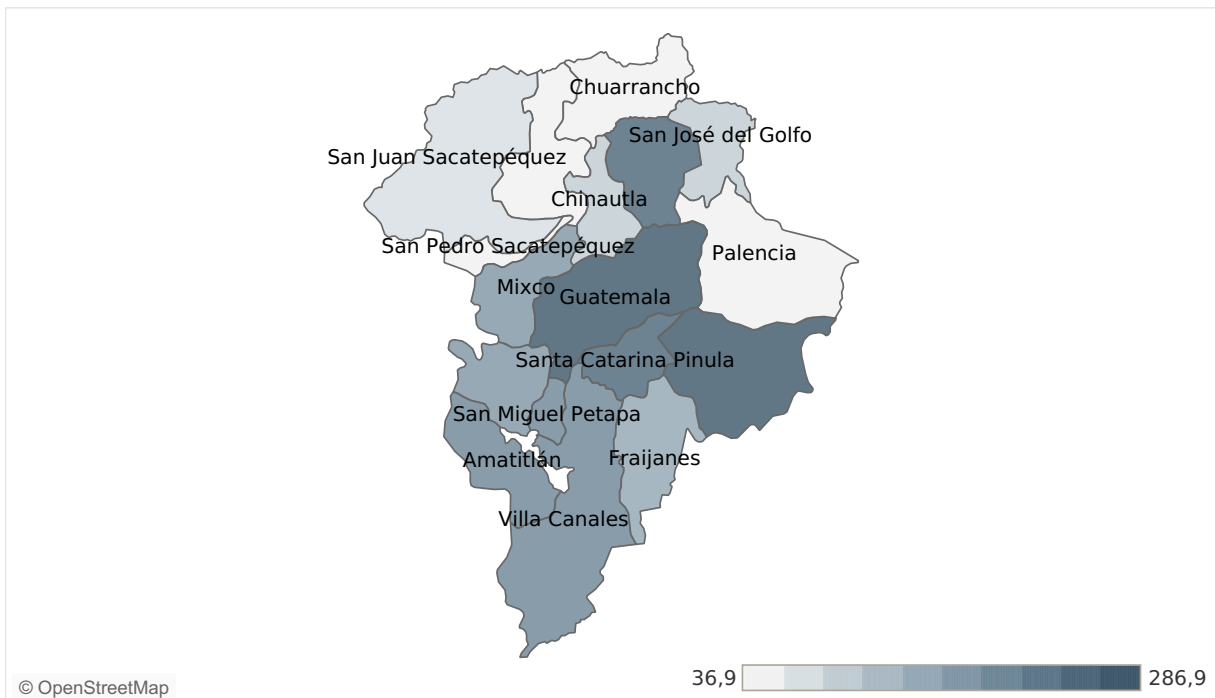 Chuarrancho
San José del Golfo
San Juan Sacatepéquez
Chinautla
San Pedro Sacatepéquez
Palencia
Mixco
Guatemala
Santa Catarina Pinula
San Miguel Petapa
Amatitlán
Fraijanes
Villa Canales
36,9
286,9
© OpenStreetMap